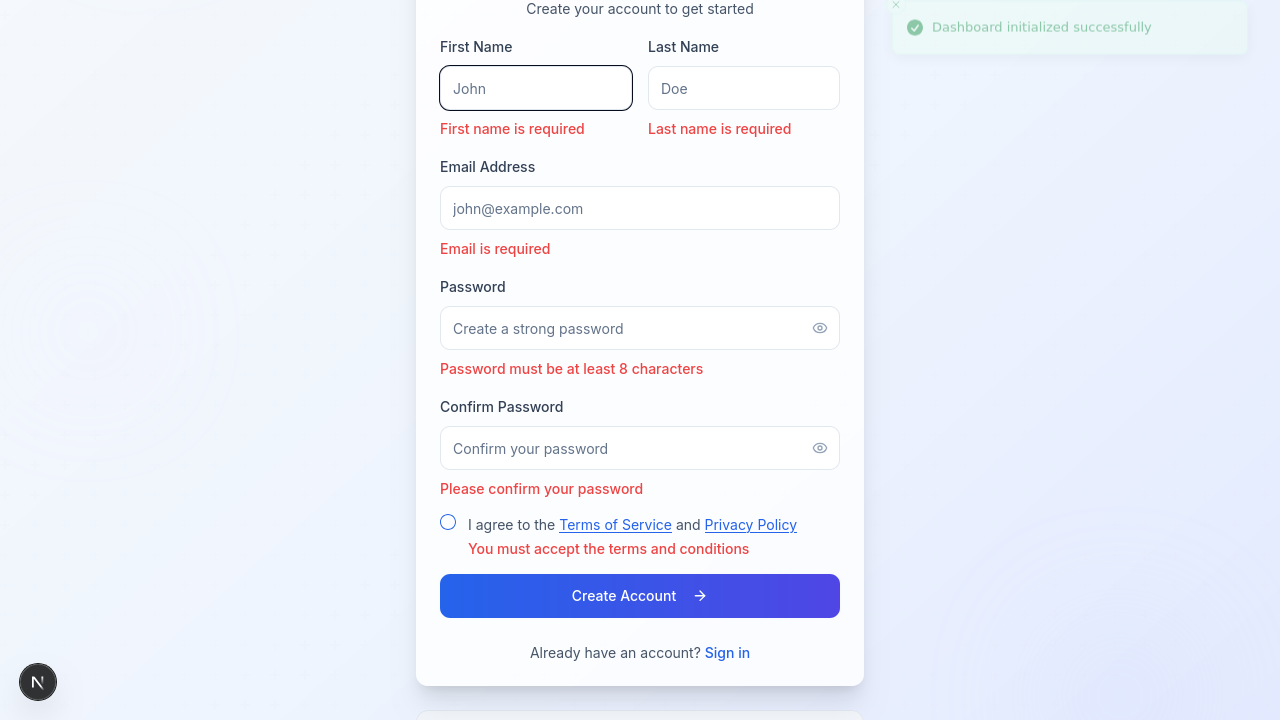 Create your account to get started
Dashboard initialized successfully
First Name
Last Name
John
Doe
First name is required
Last name is required
Email Address
john@example.com
Email is required
Password
Create a strong password
Password must be at least 8 characters
Confirm Password
Confirm your password
Please confirm your password
I agree to the Terms of Service and Privacy Policy
You must accept the terms and conditions
Create Account
Already have an account? Sign in
N